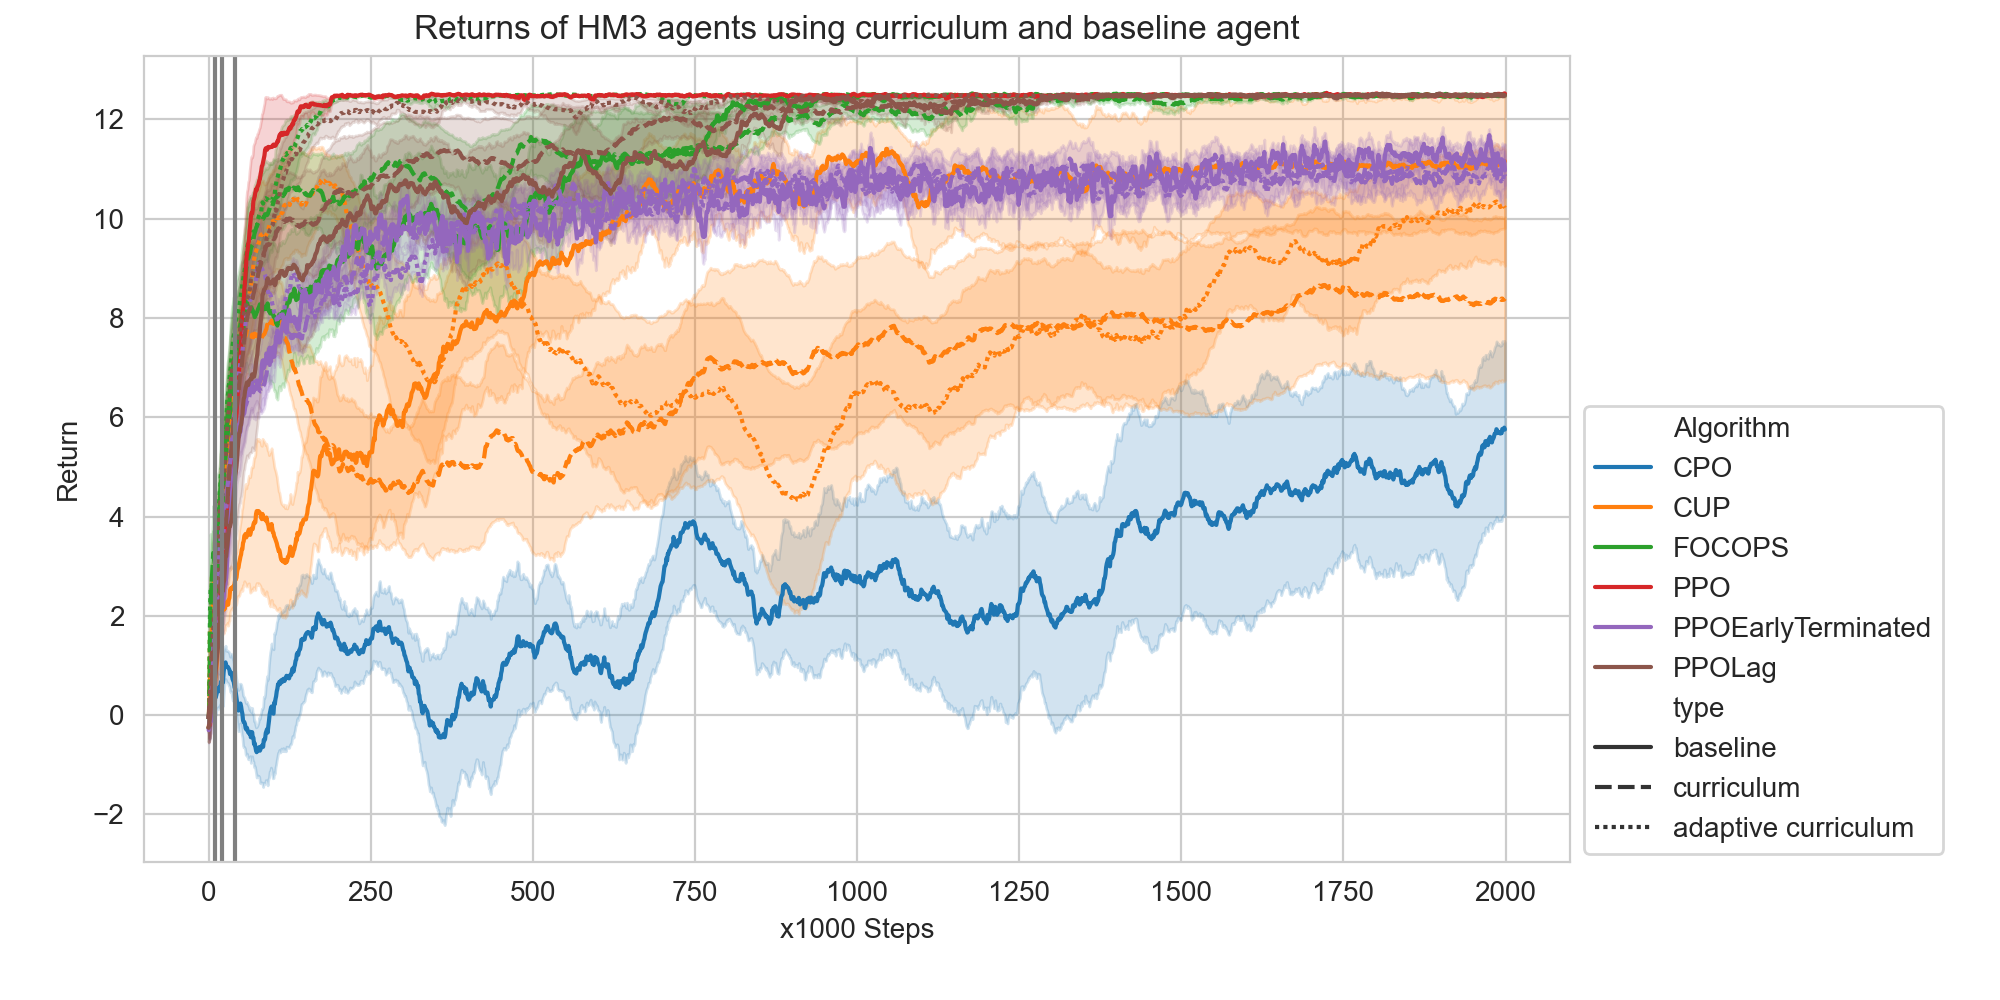 Returns of HM3 agents using curriculum and baseline agent
12
10
8
6
4
2
0
−2
Return
0 250 500 750 1000 1250 1500 1750 2000
x1000 Steps
Algorithm
CPO
CUP
FOCOPS
PPO
PPOEarlyTerminated
PPOLag
type
baseline
curriculum
adaptive curriculum